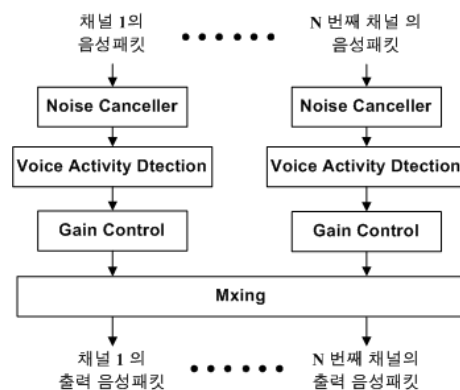 채널 1의
음성패킷
N 번째 채널 의
음성패킷
Noise Canceller
Noise Canceller
Voice Activity Dtection
Voice Activity Dtection
Gain Control
Gain Control
Mxing
채널 1 의
출력 음성패킷
N 번째 채널의
출력 음성패킷